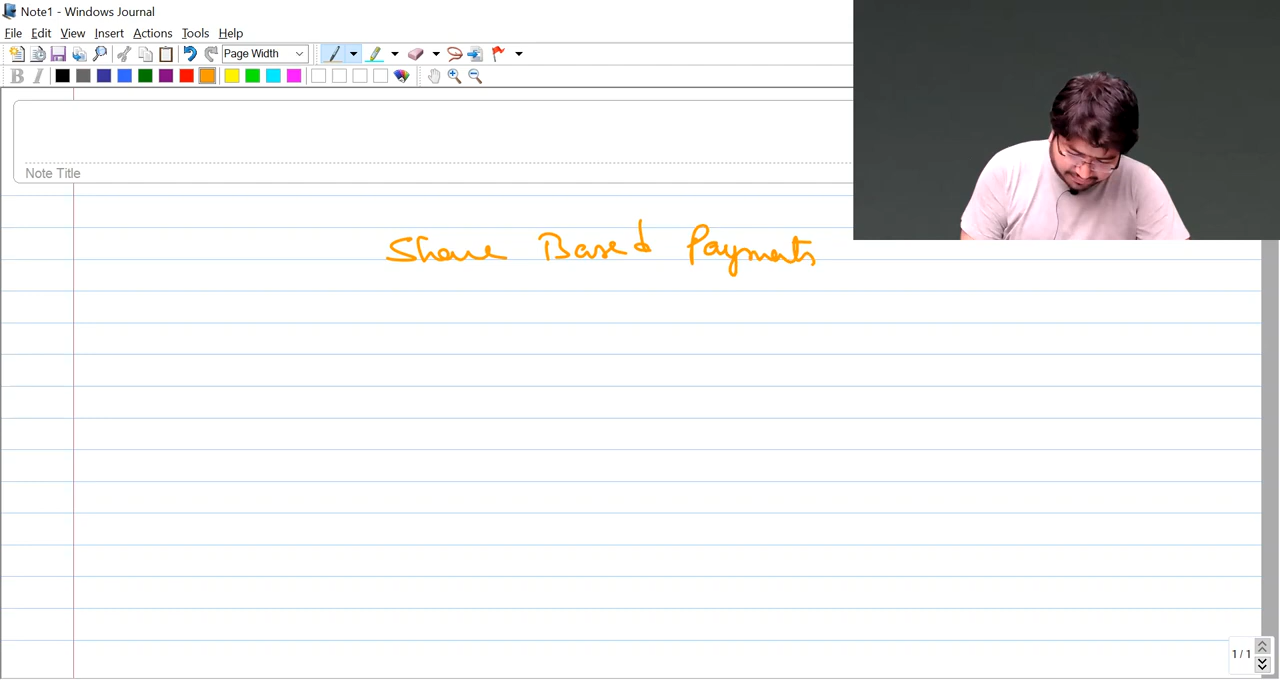 Note1 - Windows Journal
File Edit View Insert Actions Tools Help
Page Width
B I
Note Title
Share Based Payments
1 / 1